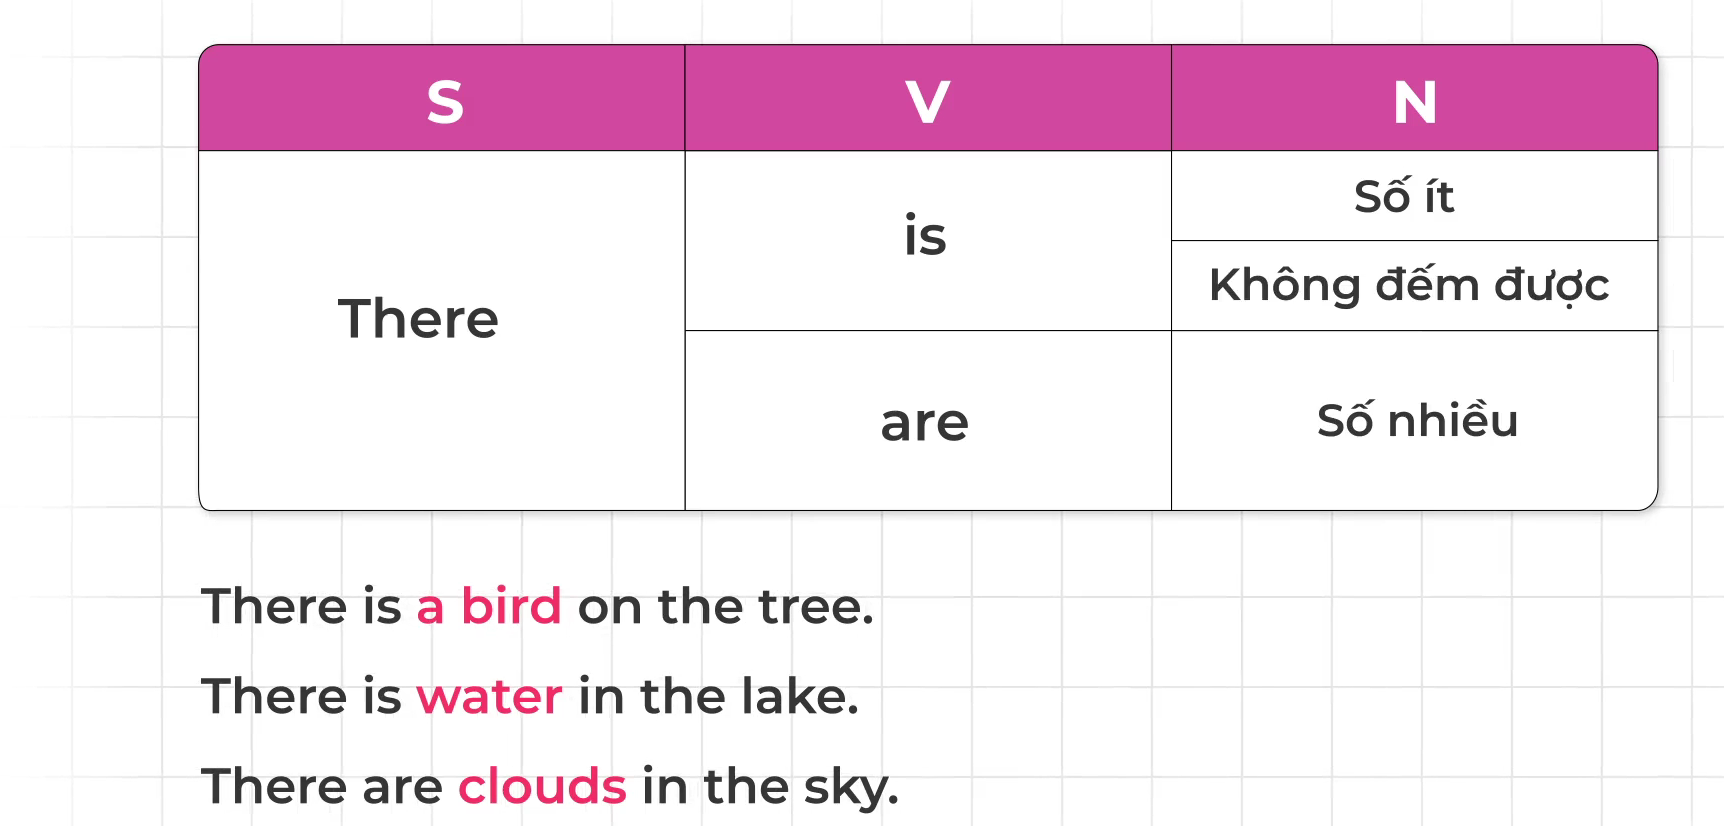 S V N
There
is
Số ít
Không đếm được
are
Số nhiều
There is a bird on the tree.
There is water in the lake.
There are clouds in the sky.